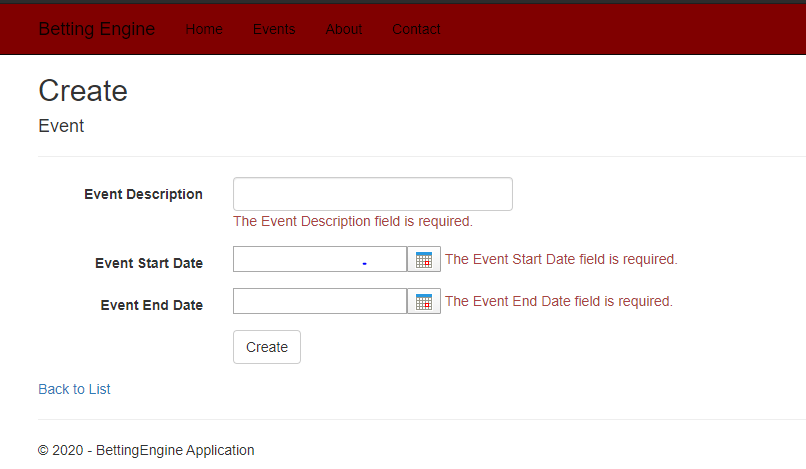 Betting Engine Home Events About Contact
Create
Event
Event Description
The Event Description field is required.
Event Start Date - The Event Start Date field is required.
Event End Date The Event End Date field is required.
Create
Back to List
© 2020 - BettingEngine Application